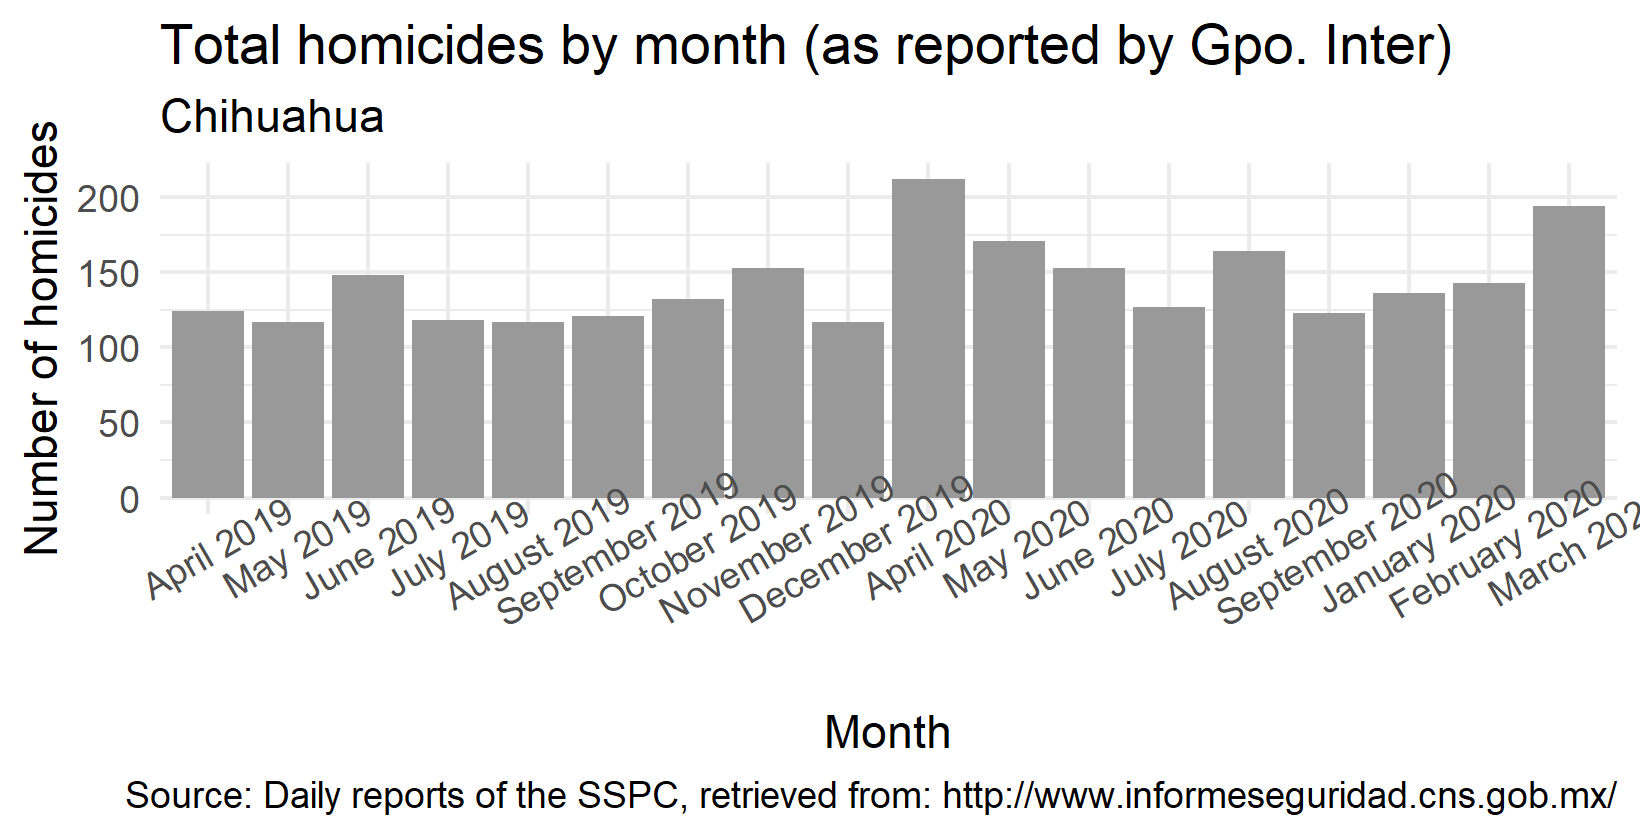 Total homicides by month (as reported by Gpo. Inter)
Chihuahua
Number of homicides
200
150
100
50
0
April 2019
May 2019
June 2019
July 2019
August 2019
September 2019
October 2019
November 2019
December 2019
April 2020
May 2020
June 2020
July 2020
August 2020
September 2020
January 2020
February 2020
March 202
Month
Source: Daily reports of the SSPC, retrieved from: http://www.informeseguridad.cns.gob.mx/